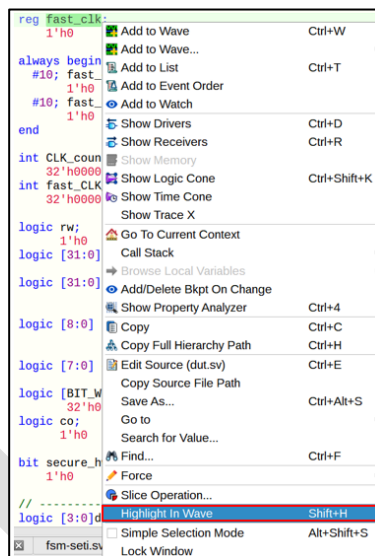 reg fast_clk;
1'h0
always begin
#10; fast_
1'h0
#10; fast_
1'h0
end
int CLK_coun
32'h0000
int fast_CLK
32'h0000
logic rw;
1'h0
logic [31:0]
logic [31:0]
logic [8:0]
logic [7:0]
logic [BIT_W
32'h0
logic co;
1'h0
bit secure_h
1'h0
// --------
logic [3:0]d
fsm-seti.sv
Add to Wave Ctrl+W
Add to Wave...
Add to List Ctrl+T
Add to Event Order
Add to Watch
Show Drivers Ctrl+D
Show Receivers Ctrl+R
Show Memory
Show Logic Cone Ctrl+Shift+K
Show Time Cone
Show Trace X
Go To Current Context
Call Stack
Browse Local Variables
Add/Delete Bkpt On Change
Show Property Analyzer Ctrl+4
Copy Ctrl+C
Copy Full Hierarchy Path Ctrl+H
Edit Source (dut.sv) Ctrl+E
Copy Source File Path
Save As... Ctrl+Alt+S
Go to
Search for Value...
Find... Ctrl+F
Force
Slice Operation...
Highlight In Wave Shift+H
Simple Selection Mode Alt+Shift+S
Lock Window